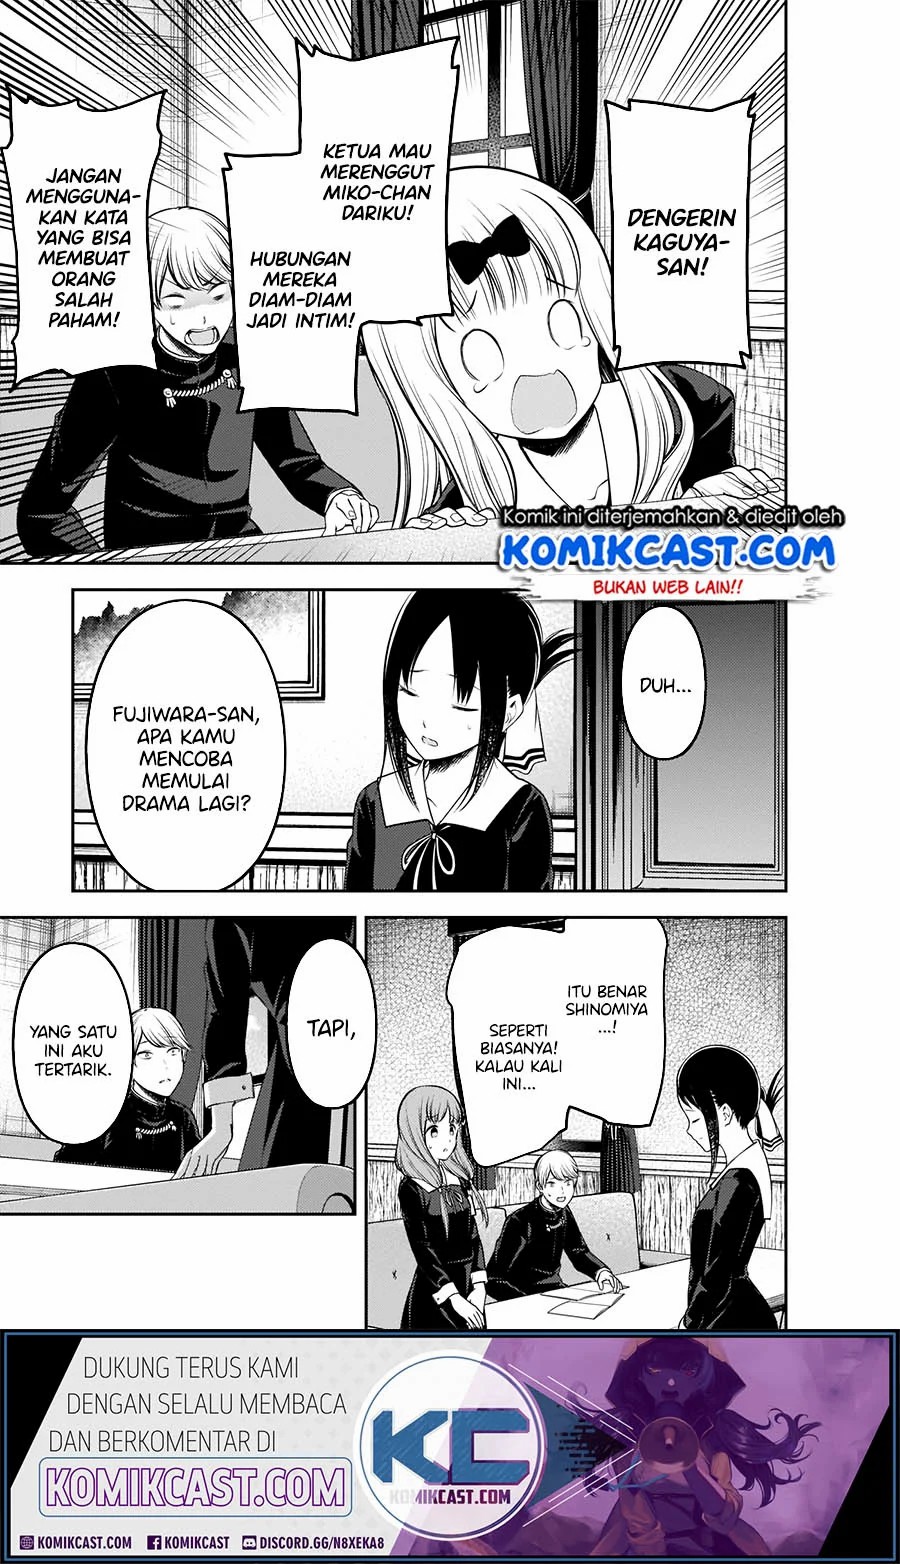 DENGERIN
KAGUYA-
SAN!
KETUA MAU
MERENGGUT
MIKO-CHAN
DARIKU!
HUBUNGAN
MEREKA
DIAM-DIAM
JADI INTIM!
JANGAN
MENGGUNA-
KAN KATA
YANG BISA
MEMBUAT
ORANG
SALAH
PAHAM!
Komik ini diterjemahkan & diedit oleh
KOMIKCAST.COM
BUKAN WEB LAIN!!
DUH...
FUJIWARA-SAN,
APA KAMU
MENCOBA
MEMULAI
DRAMA LAGI?
ITU BENAR
SHINOMIYA
...!
SEPERTI
BIASANYA!
KALAU KALI
INI...
TAPI,
YANG SATU
INI AKU
TERTARIK.
DUKUNG TERUS KAMI
DENGAN SELALU MEMBACA
DAN BERKOMENTAR DI
KOMIKCAST.COM
KOMIKCAST.COM
KOMIKCAST
DISCORD.GG/N8XEKA8
KC
KOMIKCAST.COM